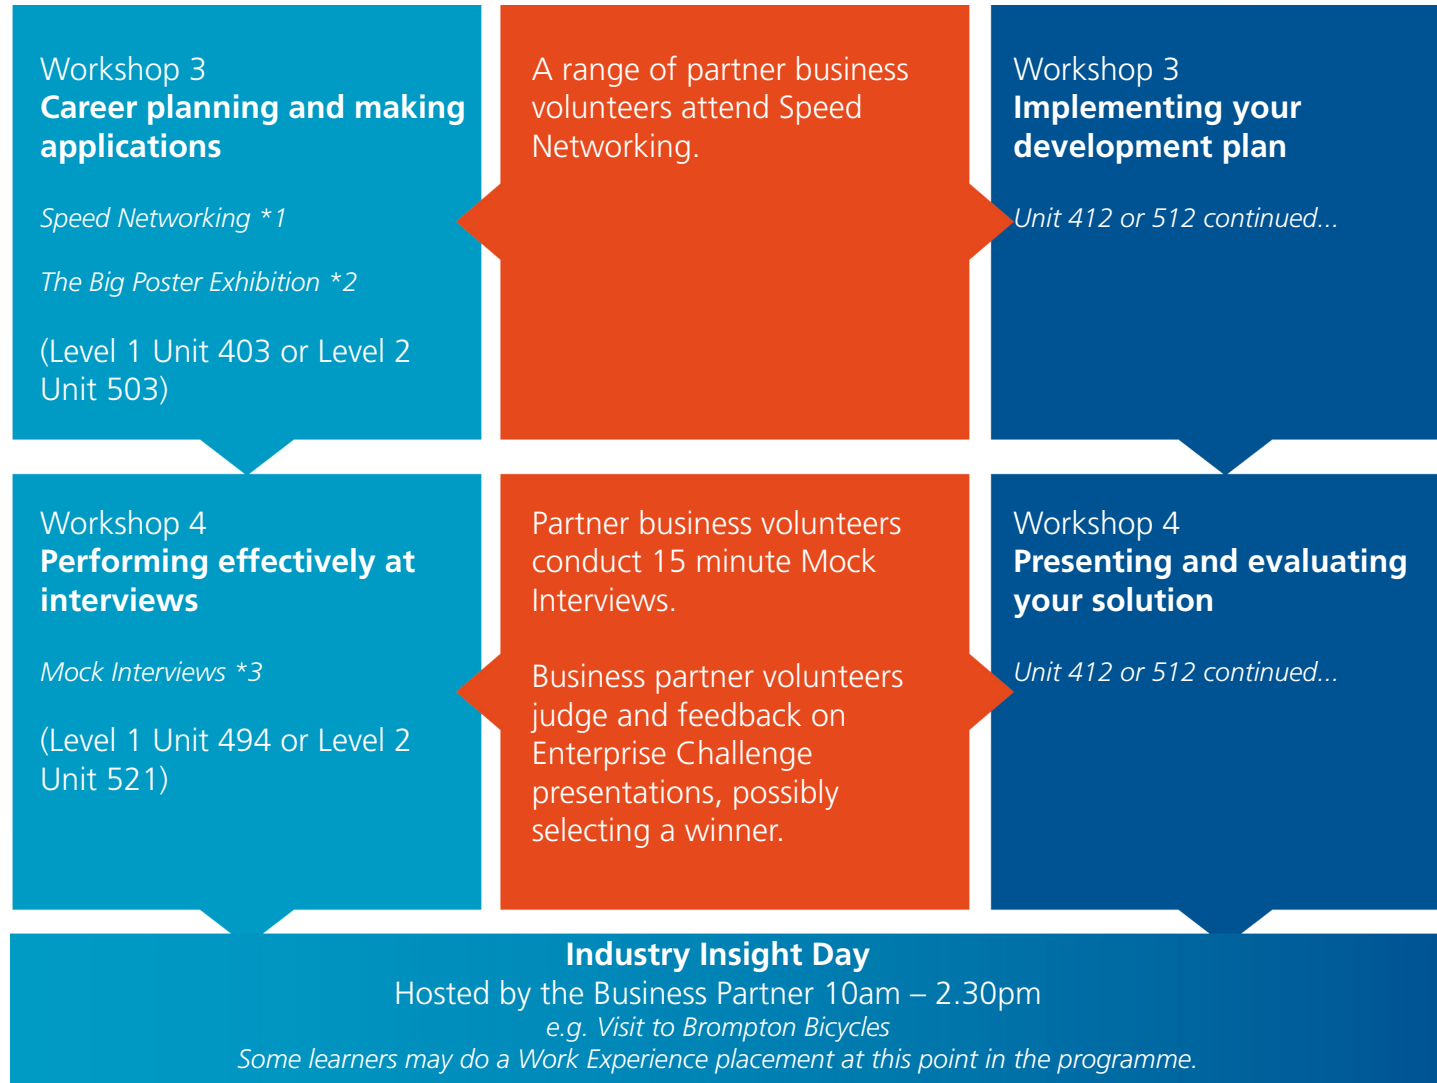 Workshop 3
Career planning and making
applications
Speed Networking *1
The Big Poster Exhibition *2
(Level 1 Unit 403 or Level 2
Unit 503)
A range of partner business
volunteers attend Speed
Networking.
Workshop 3
Implementing your
development plan
Unit 412 or 512 continued...
Workshop 4
Performing effectively at
interviews
Mock Interviews *3
(Level 1 Unit 494 or Level 2
Unit 521)
Partner business volunteers
conduct 15 minute Mock
Interviews.
Business partner volunteers
judge and feedback on
Enterprise Challenge
presentations, possibly
selecting a winner.
Workshop 4
Presenting and evaluating
your solution
Unit 412 or 512 continued...
Industry Insight Day
Hosted by the Business Partner 10am – 2.30pm
e.g. Visit to Brompton Bicycles
Some learners may do a Work Experience placement at this point in the programme.